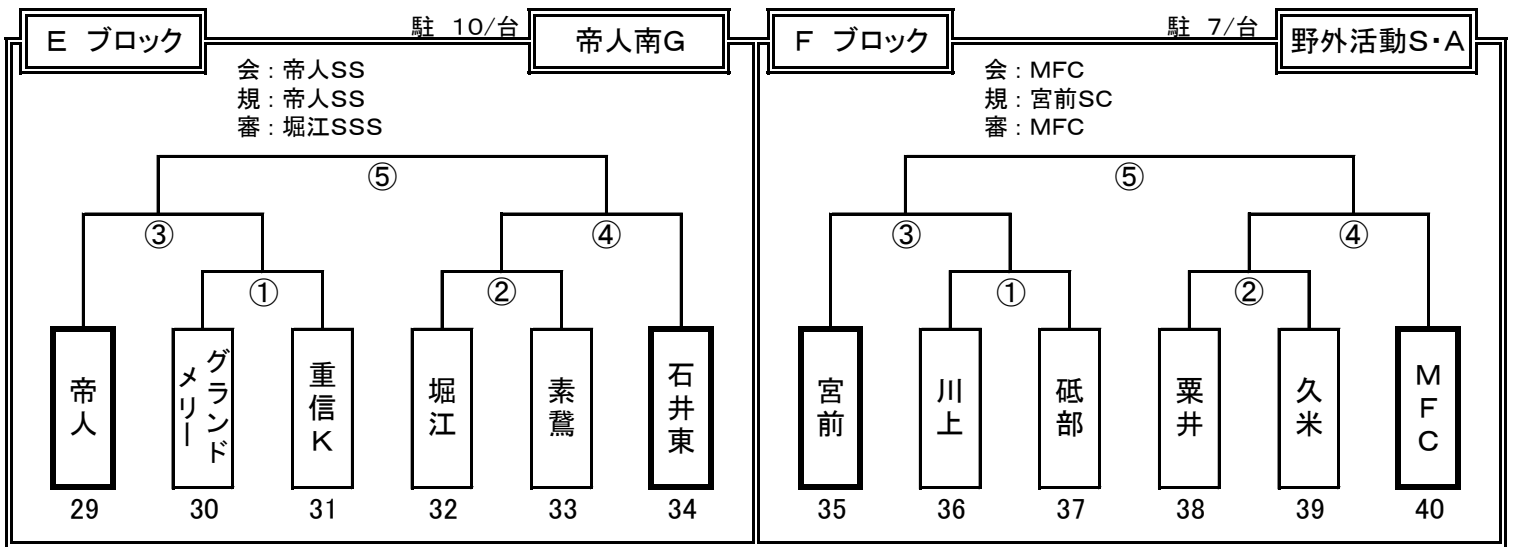 E ブロック
駐 10/台
帝人南G
会：帝人SS
規：帝人SS
審：堀江SSS
⑤
③
④
①
②
帝人
グランドメリー
重信K
堀江
素鵞
石井東
29 30 31 32 33 34
F ブロック
駐 7/台
野外活動S・A
会：MFC
規：宮前SC
審：MFC
⑤
③
④
①
②
宮前
川上
砥部
粟井
久米
MFC
35 36 37 38 39 40